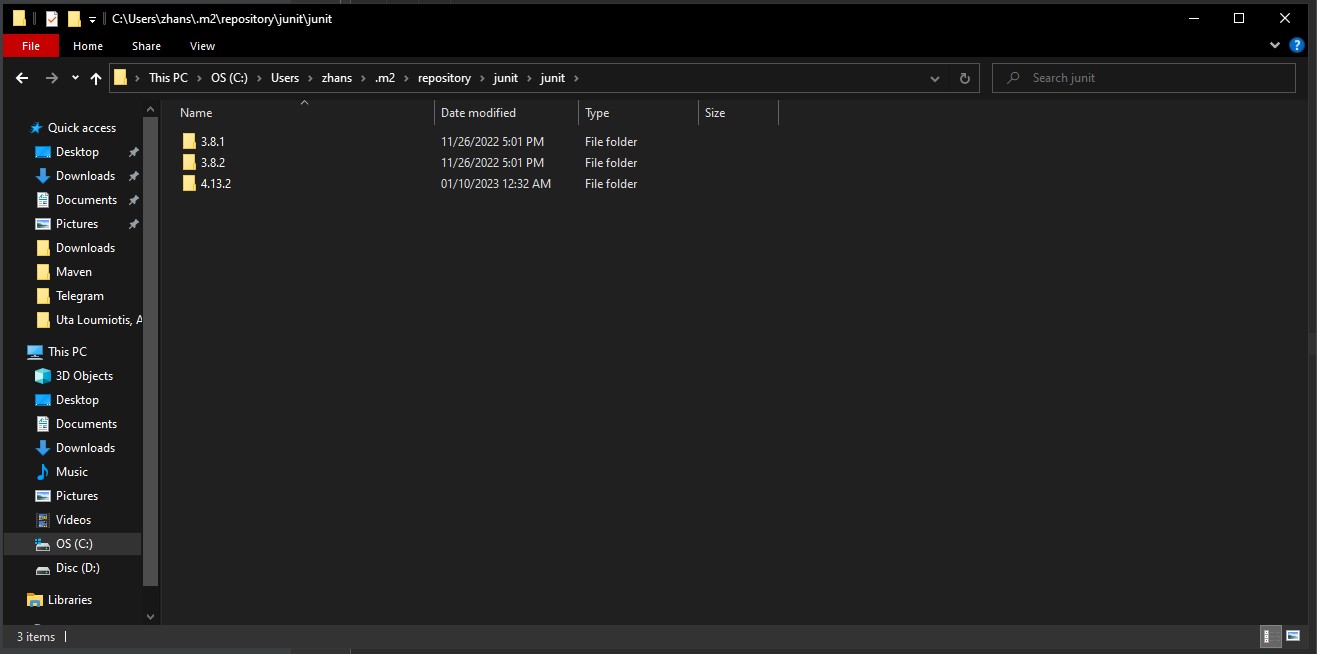 C:\Users\zhans\.m2\repository\junit\junit
File Home Share View
This PC OS (C:) Users zhans .m2 repository junit junit
Search junit
Name Date modified Type Size
3.8.1 11/26/2022 5:01 PM File folder
3.8.2 11/26/2022 5:01 PM File folder
4.13.2 01/10/2023 12:32 AM File folder
Quick access
Desktop
Downloads
Documents
Pictures
Downloads
Maven
Telegram
Uta Loumiotis, A
This PC
3D Objects
Desktop
Documents
Downloads
Music
Pictures
Videos
OS (C:)
Disc (D:)
Libraries
3 items